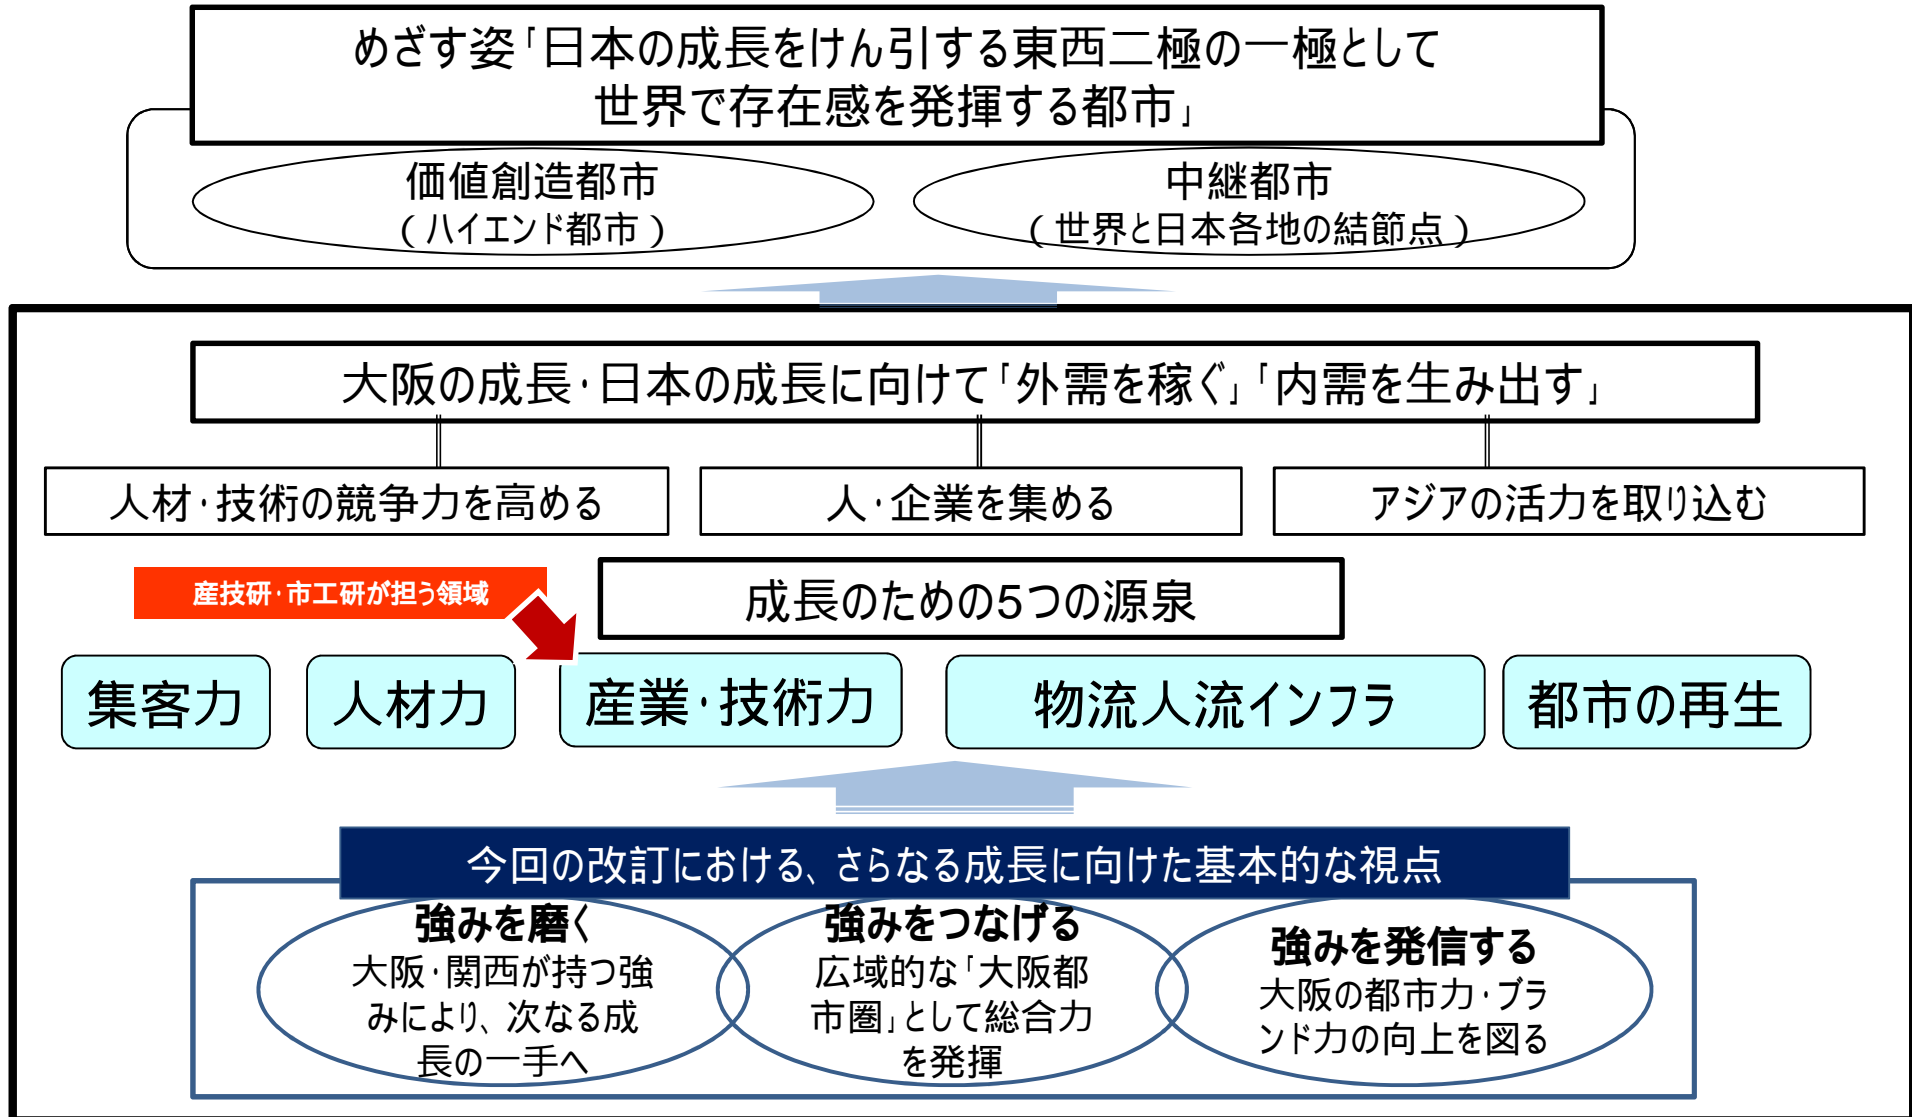 めざす姿「日本の成長をけん引する東西二極の一極として
世界で存在感を発揮する都市」
価値創造都市
(ハイエンド都市)
中継都市
(世界と日本各地の結節点)
大阪の成長・日本の成長に向けて「外需を稼ぐ」「内需を生み出す」
人材・技術の競争力を高める
人・企業を集める
アジアの活力を取り込む
産技研・市工研が担う領域
成長のための5つの源泉
集客力
人材力
産業・技術力
物流人流インフラ
都市の再生
今回の改訂における、さらなる成長に向けた基本的な視点
強みを磨く
大阪・関西が持つ強
みにより、次なる成
長の一手へ
強みをつなげる
広域的な「大阪都
市圏」として総合力
を発揮
強みを発信する
大阪の都市力・ブラ
ンド力の向上を図る